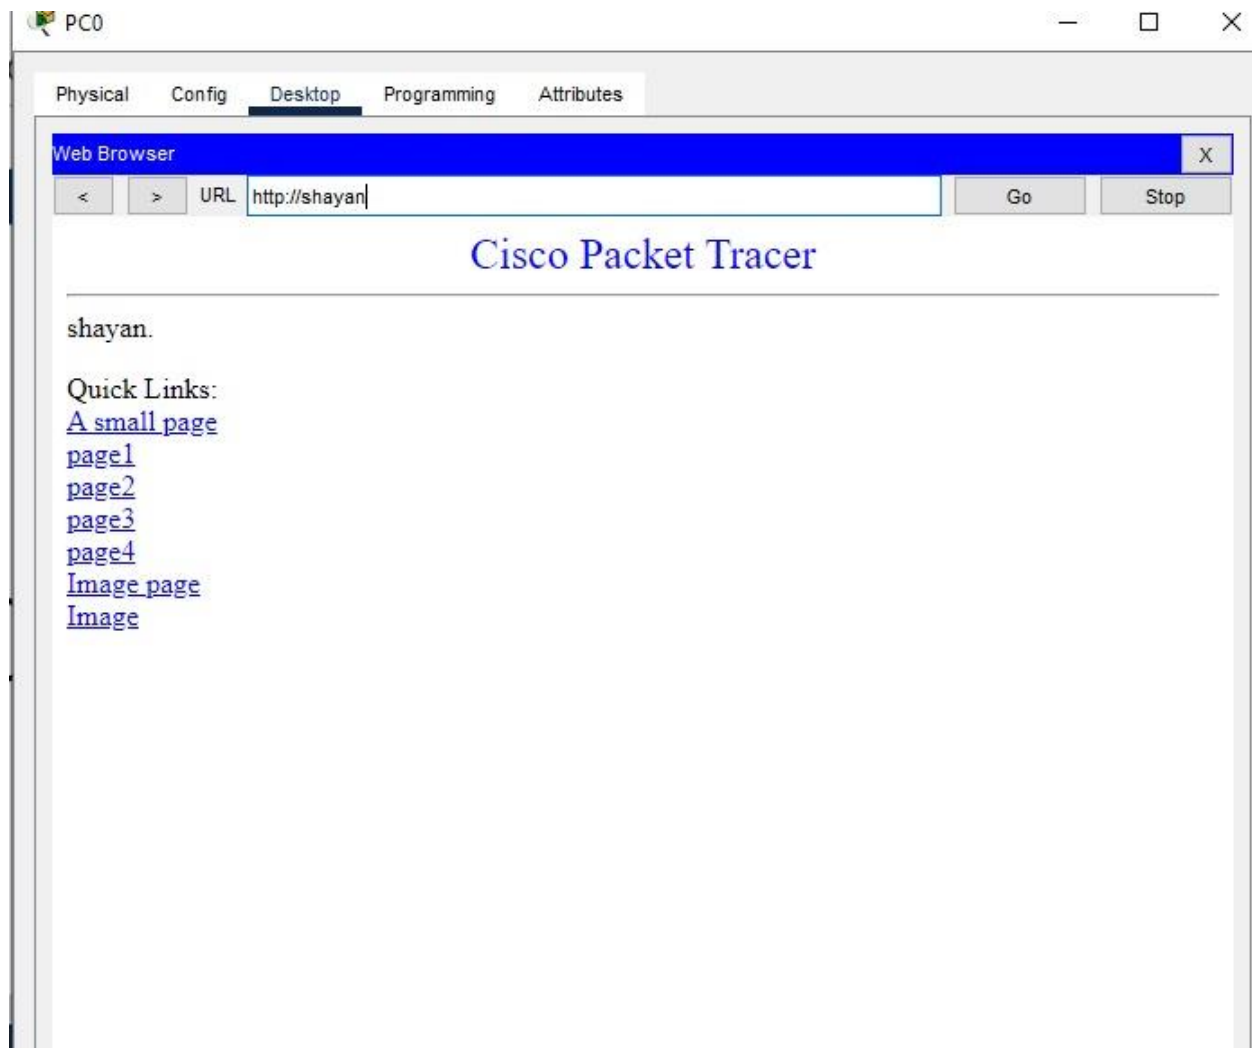 PC0
Physical Config Desktop Programming Attributes
Web Browser X
< > URL http://shayan Go Stop
Cisco Packet Tracer
shayan.
Quick Links:
A small page
page1
page2
page3
page4
Image page
Image